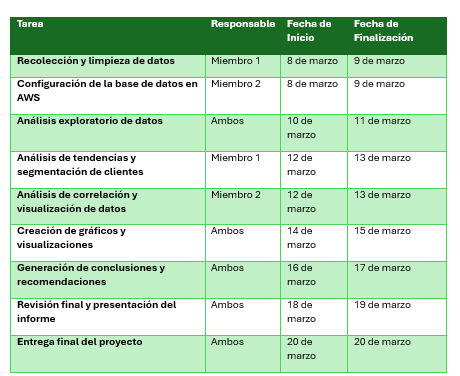 Tarea Responsable Fecha de Inicio Fecha de Finalización
Recolección y limpieza de datos Miembro 1 8 de marzo 9 de marzo
Configuración de la base de datos en AWS Miembro 2 8 de marzo 9 de marzo
Análisis exploratorio de datos Ambos 10 de marzo 11 de marzo
Análisis de tendencias y segmentación de clientes Miembro 1 12 de marzo 13 de marzo
Análisis de correlación y visualización de datos Miembro 2 12 de marzo 13 de marzo
Creación de gráficos y visualizaciones Ambos 14 de marzo 15 de marzo
Generación de conclusiones y recomendaciones Ambos 16 de marzo 17 de marzo
Revisión final y presentación del informe Ambos 18 de marzo 19 de marzo
Entrega final del proyecto Ambos 20 de marzo 20 de marzo